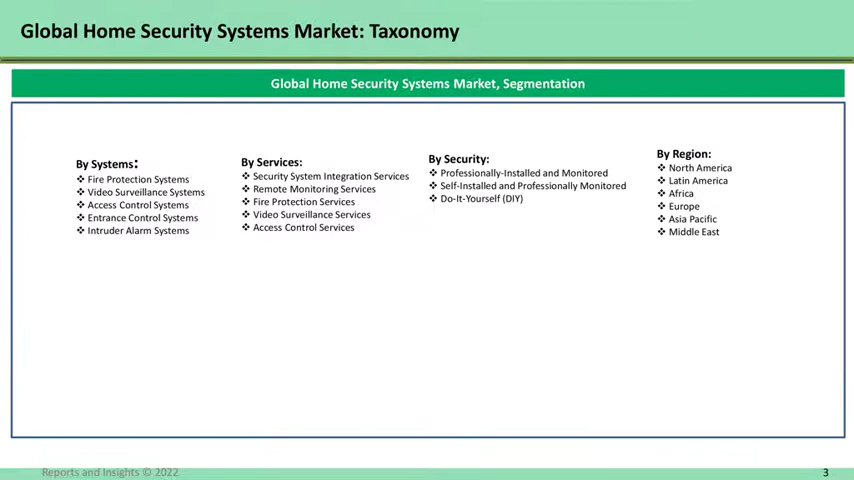 Global Home Security Systems Market: Taxonomy
Global Home Security Systems Market, Segmentation
By Systems:
❖ Fire Protection Systems
❖ Video Surveillance Systems
❖ Access Control Systems
❖ Entrance Control Systems
❖ Intruder Alarm Systems
By Services:
❖ Security System Integration Services
❖ Remote Monitoring Services
❖ Fire Protection Services
❖ Video Surveillance Services
❖ Access Control Services
By Security:
❖ Professionally-Installed and Monitored
❖ Self-Installed and Professionally Monitored
❖ Do-It-Yourself (DIY)
By Region:
❖ North America
❖ Latin America
❖ Africa
❖ Europe
❖ Asia Pacific
❖ Middle East
Reports and Insights © 2022
3